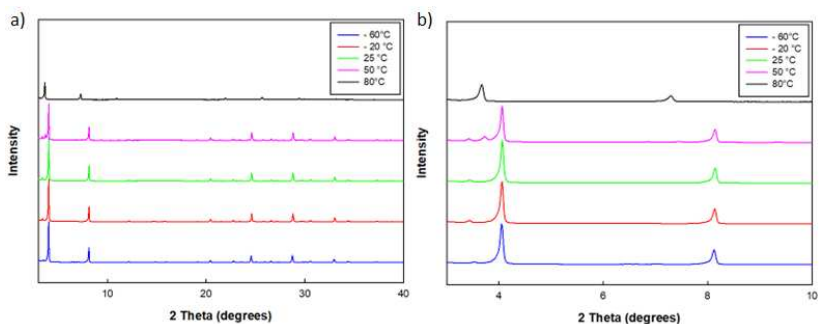 a)
- 60°C
- 20 °C
25 °C
50 °C
80°C
Intensity
10
20
30
40
2 Theta (degrees)
b)
- 60°C
- 20 °C
25 °C
50 °C
80°C
Intensity
4
6
8
10
2 Theta (degrees)